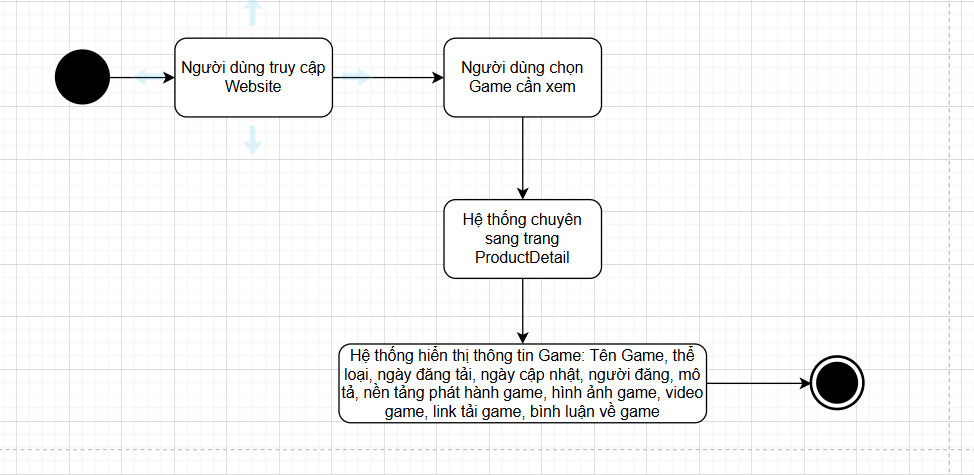 Người dùng truy cập
Website
Người dùng chọn
Game cần xem
Hệ thống chuyên
sang trang
ProductDetail
Hệ thống hiển thị thông tin Game: Tên Game, thể
loại, ngày đăng tải, ngày cập nhật, người đăng, mô
tả, nền tảng phát hành game, hình ảnh game, video
game, link tải game, bình luận về game